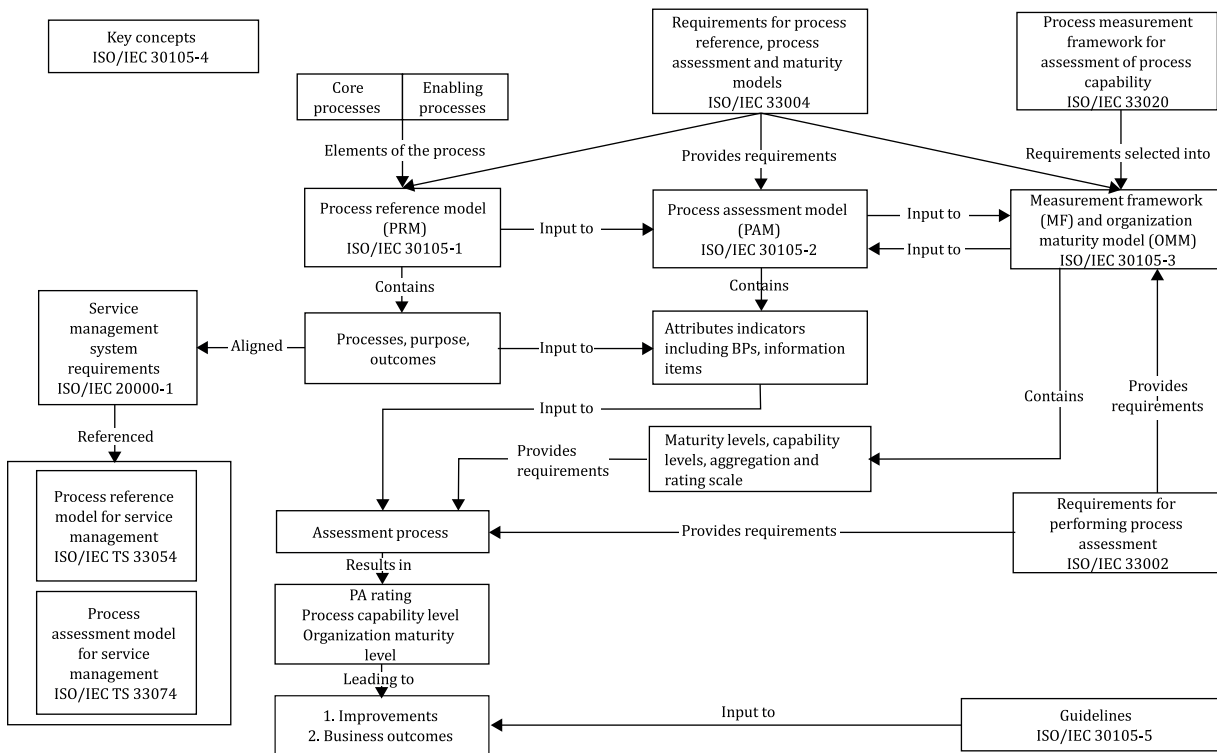 Key concepts
ISO/IEC 30105-4
Requirements for process
reference, process
assessment and maturity
models
ISO/IEC 33004
Process measurement
framework for
assessment of process
capability
ISO/IEC 33020
Core
processes
Enabling
processes
Elements of the process
Provides requirements
Requirements selected into
Process reference model
(PRM)
ISO/IEC 30105-1
Input to
Process assessment model
(PAM)
ISO/IEC 30105-2
Input to
Input to
Measurement framework
(MF) and organization
maturity model (OMM)
ISO/IEC 30105-3
Contains
Contains
Service
management
system
requirements
ISO/IEC 20000-1
Aligned
Processes, purpose,
outcomes
Input to
Attributes indicators
including BPs, information
items
Provides
requirements
Contains
Input to
Referenced
Provides
requirements
Maturity levels, capability
levels, aggregation and
rating scale
Process reference
model for service
management
ISO/IEC TS 33054
Assessment process
Provides requirements
Requirements for
performing process
assessment
ISO/IEC 33002
Results in
PA rating
Process capability level
Organization maturity
level
Process
assessment model
for service
management
ISO/IEC TS 33074
Leading to
1. Improvements
2. Business outcomes
Input to
Guidelines
ISO/IEC 30105-5